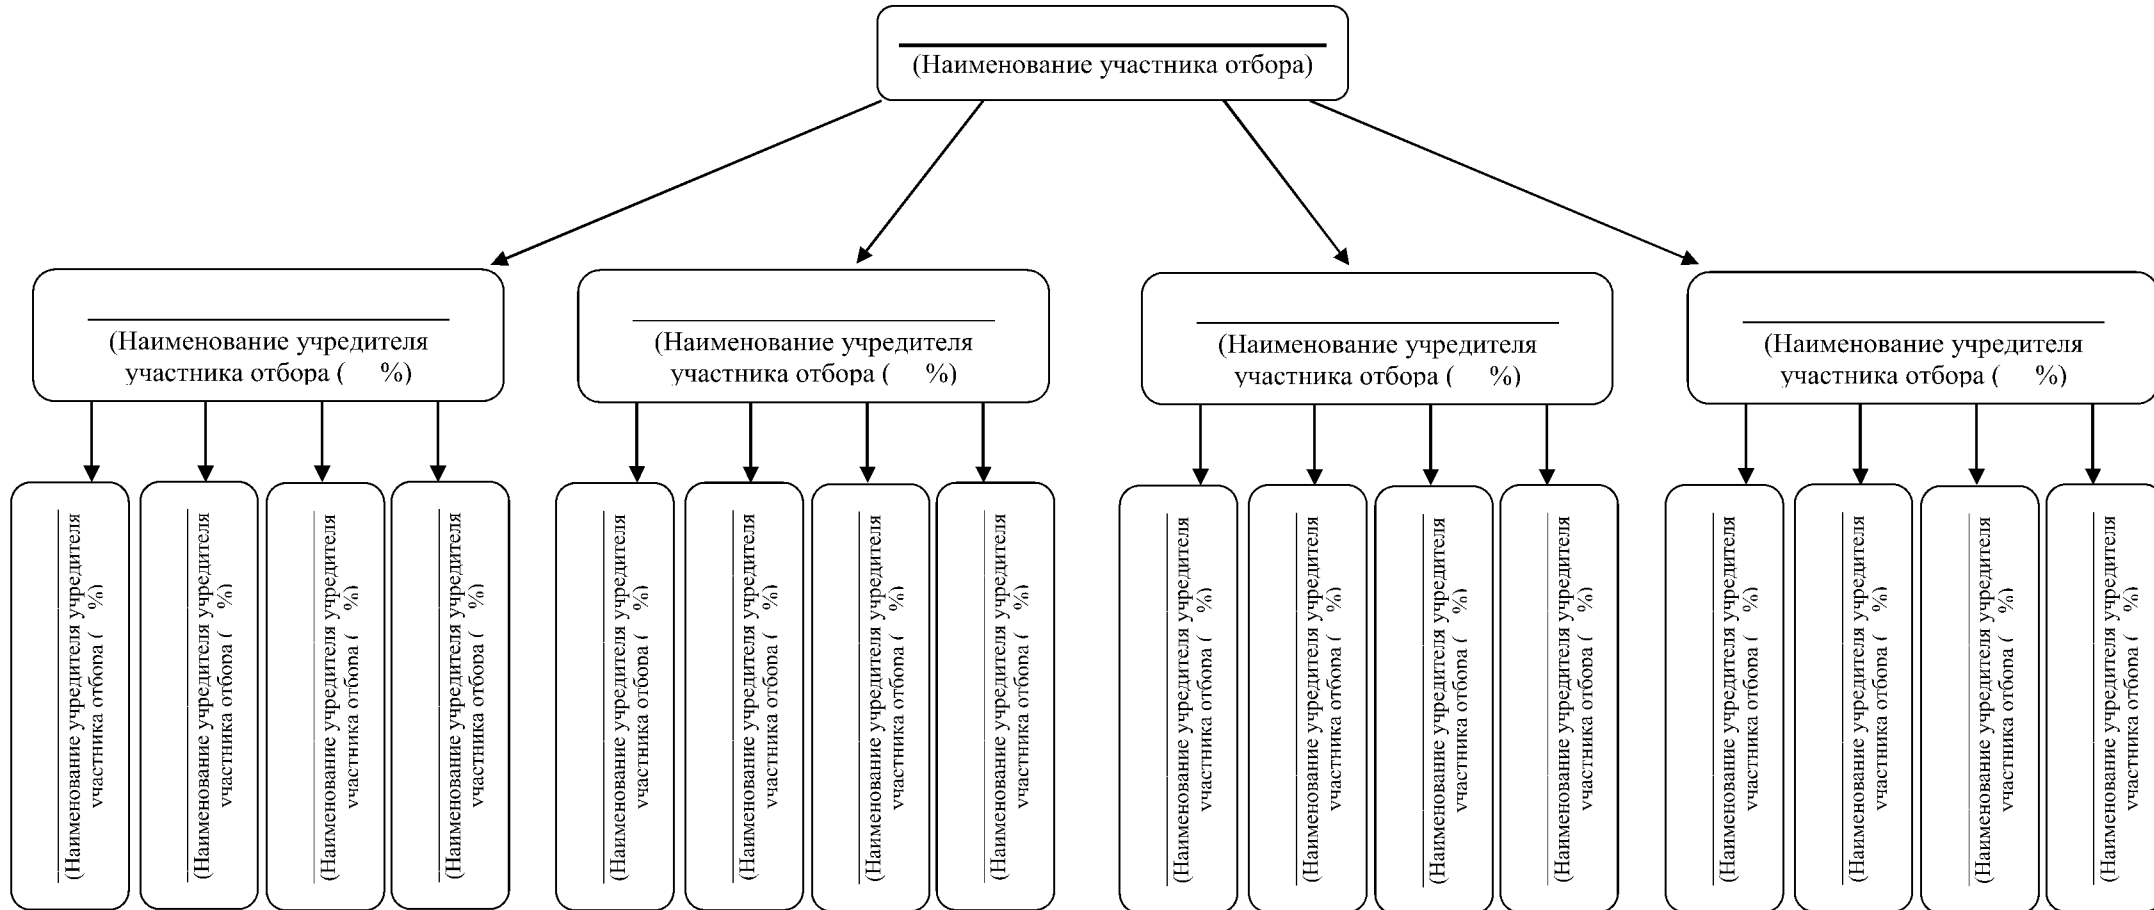 (Наименование участника отбора)
(Наименование учредителя
участника отбора ( %)
(Наименование учредителя
участника отбора ( %)
(Наименование учредителя
участника отбора ( %)
(Наименование учредителя
участника отбора ( %)
(Наименование учредителя учредителя
участника отбора ( %)
(Наименование учредителя учредителя
участника отбора ( %)
(Наименование учредителя учредителя
участника отбора ( %)
(Наименование учредителя учредителя
участника отбора ( %)
(Наименование учредителя учредителя
участника отбора ( %)
(Наименование учредителя учредителя
участника отбора ( %)
(Наименование учредителя учредителя
участника отбора ( %)
(Наименование учредителя учредителя
участника отбора ( %)
(Наименование учредителя учредителя
участника отбора ( %)
(Наименование учредителя учредителя
участника отбора ( %)
(Наименование учредителя учредителя
участника отбора ( %)
(Наименование учредителя учредителя
участника отбора ( %)
(Наименование учредителя учредителя
участника отбора ( %)
(Наименование учредителя учредителя
участника отбора ( %)
(Наименование учредителя учредителя
участника отбора ( %)
(Наименование учредителя учредителя
участника отбора ( %)